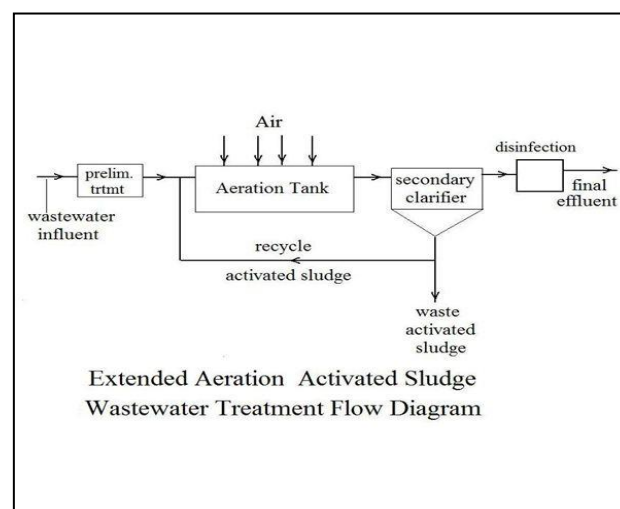 Air
disinfection
prelim.
trtmt
Aeration Tank
secondary
clarifier
wastewater
influent
final
effluent
recycle
activated sludge
waste
activated
sludge
Extended Aeration Activated Sludge
Wastewater Treatment Flow Diagram